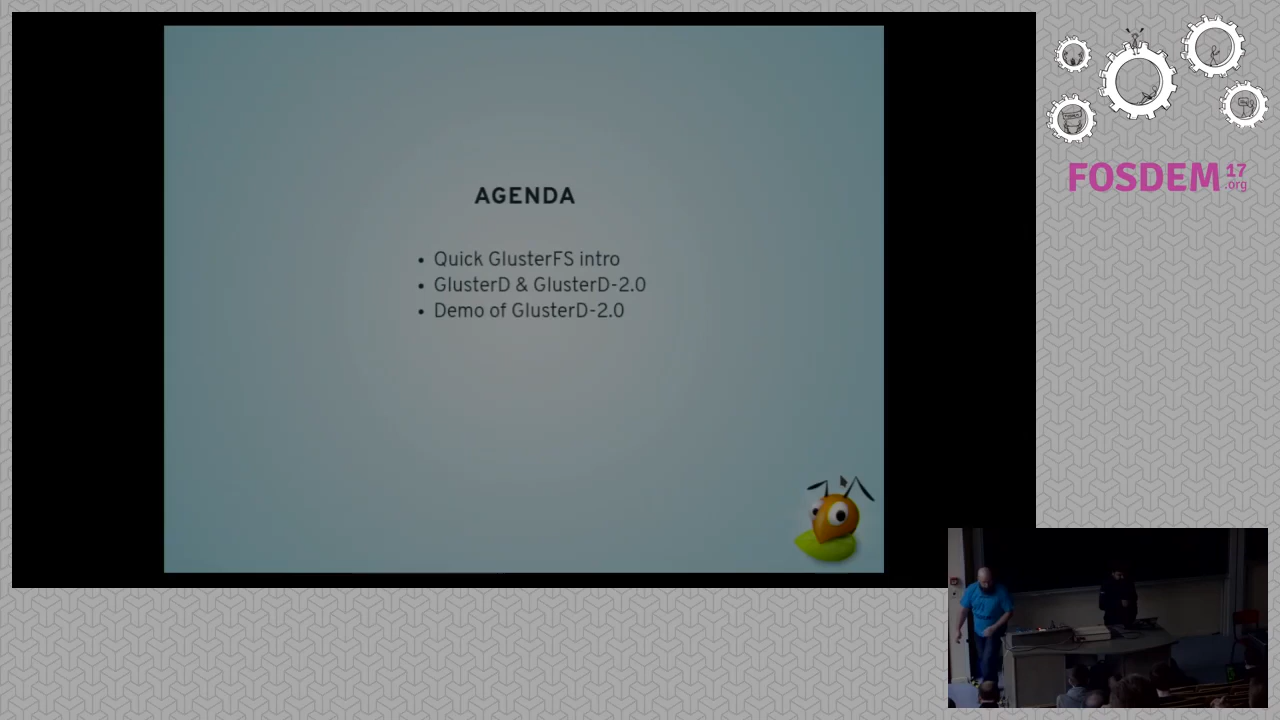 AGENDA
• Quick GlusterFS intro
• GlusterD & GlusterD-2.0
• Demo of GlusterD-2.0
FOSDEM 17
.org